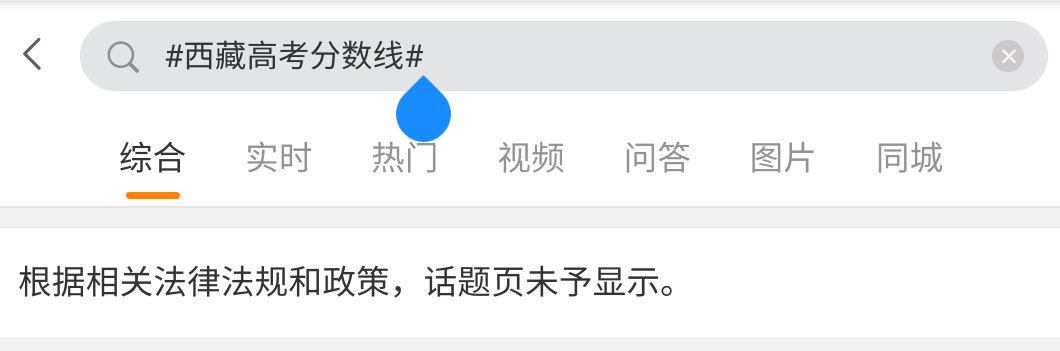 #西藏高考分数线#
综合 实时 热门 视频 问答 图片 同城
根据相关法律法规和政策，话题页未予显示。